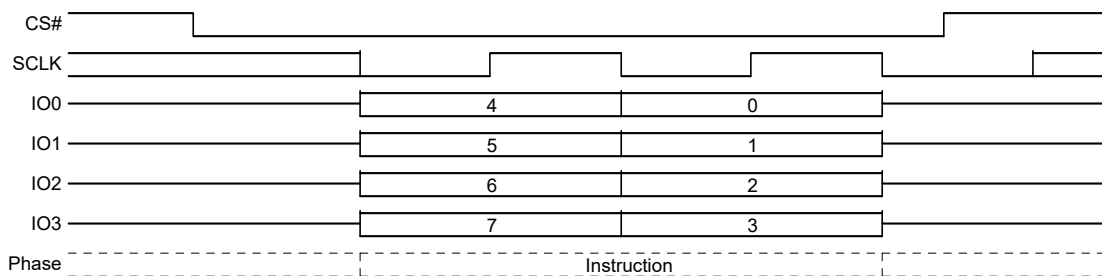 CS#
SCLK
IO0 4 0
IO1 5 1
IO2 6 2
IO3 7 3
Phase Instruction